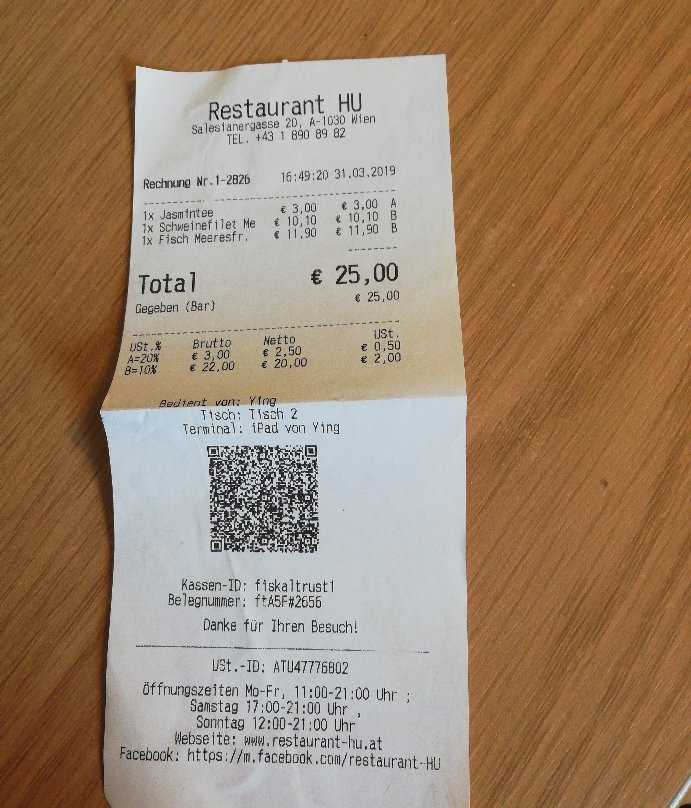 Restaurant HU
Salesianergasse 20, A-1030 Wien
TEL. +43 1 890 89 82
Rechnung Nr.1-2826 16:49:20 31.03.2019
1x Jasmintee € 3,00 € 3,00 A
1x Schweinefilet Me € 10,10 € 10,10 B
1x Fisch Meeresfr. € 11,90 € 11,90 B
Total € 25,00
Gegeben (Bar) € 25,00
USt.% Brutto Netto USt.
A=20% € 3,00 € 2,50 € 0,50
B=10% € 22,00 € 20,00 € 2,00
Bedient von: Ying
Tisch: Tisch 2
Terminal: iPad von Ying
Kassen-ID: fiskaltrust1
Belegnummer: ftA5F#2656
Danke für Ihren Besuch!
USt.-ID: ATU47776802
Öffnungszeiten Mo-Fr, 11:00-21:00 Uhr ;
Samstag 17:00-21:00 Uhr ,
Sonntag 12:00-21:00 Uhr
Webseite: www.restaurant-hu.at
Facebook: https://m.facebook.com/restaurant-HU